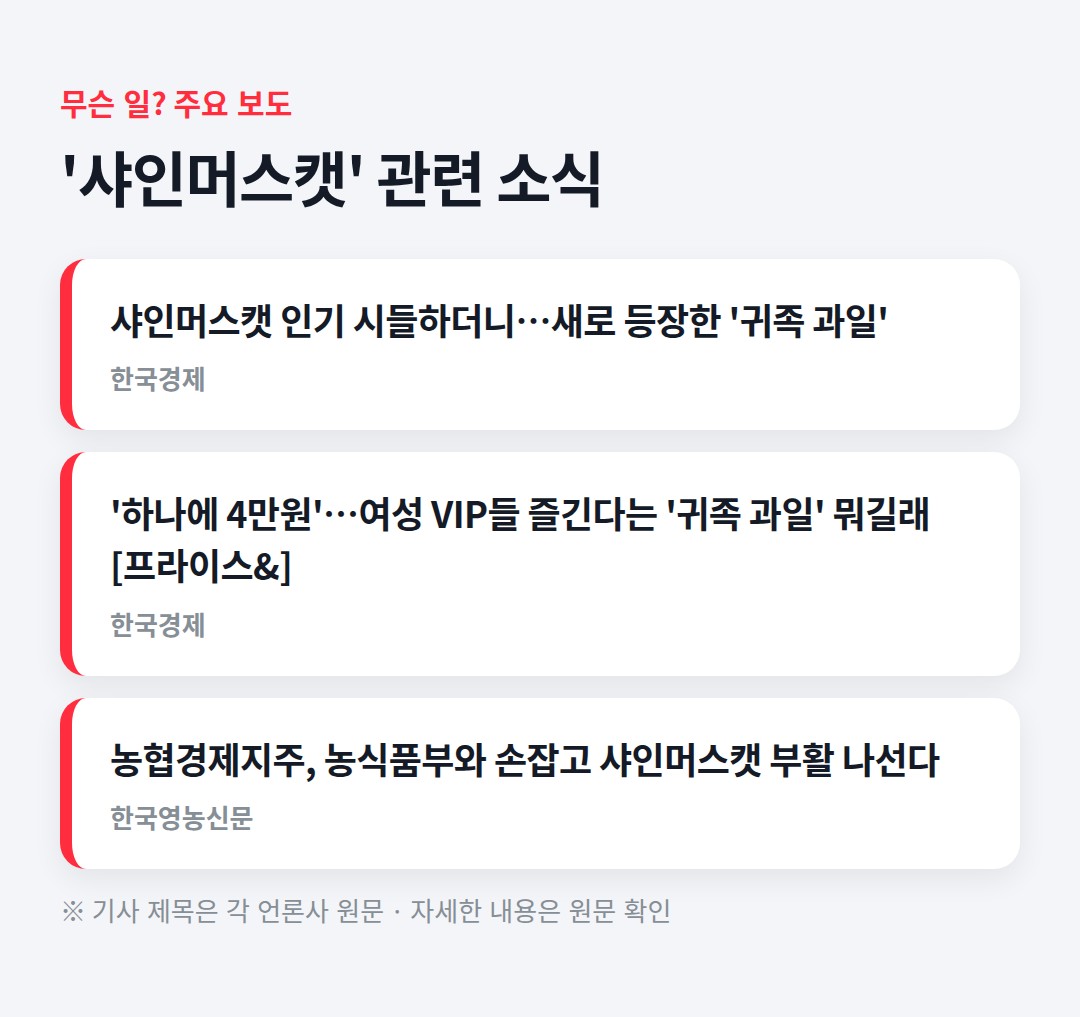 무슨 일? 주요 보도
'샤인머스캣' 관련 소식
샤인머스캣 인기 시들하더니…새로 등장한 '귀족 과일'
한국경제
'하나에 4만원'…여성 VIP들 즐긴다는 '귀족 과일' 뭐길래
[프라이스&]
한국경제
농협경제지주, 농식품부와 손잡고 샤인머스캣 부활 나선다
한국영농신문
※ 기사 제목은 각 언론사 원문 · 자세한 내용은 원문 확인